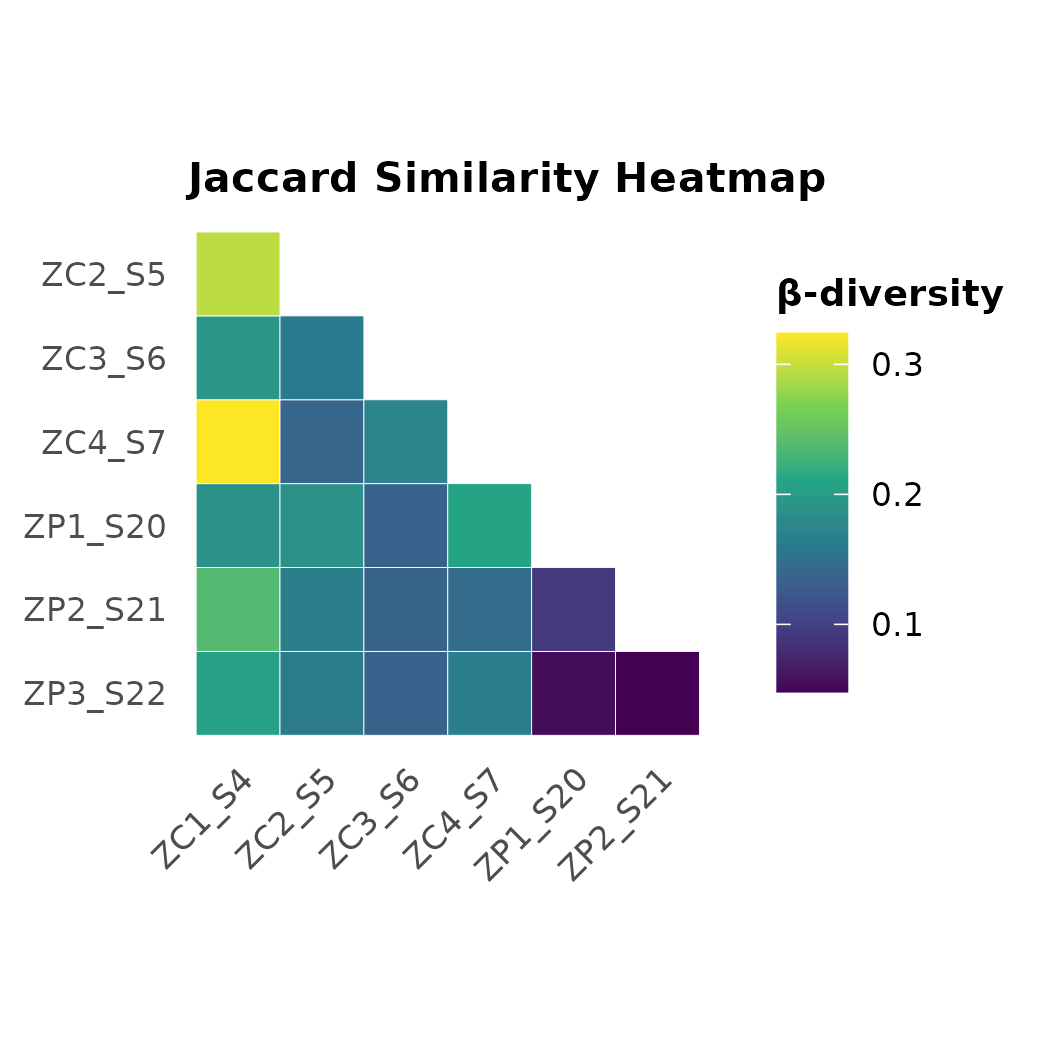 Jaccard Similarity Heatmap
ZC2_S5
ZC3_S6
ZC4_S7
ZP1_S20
ZP2_S21
ZP3_S22
ZC1_S4
ZC2_S5
ZC3_S6
ZC4_S7
ZP1_S20
ZP2_S21
β-diversity
0.3
0.2
0.1